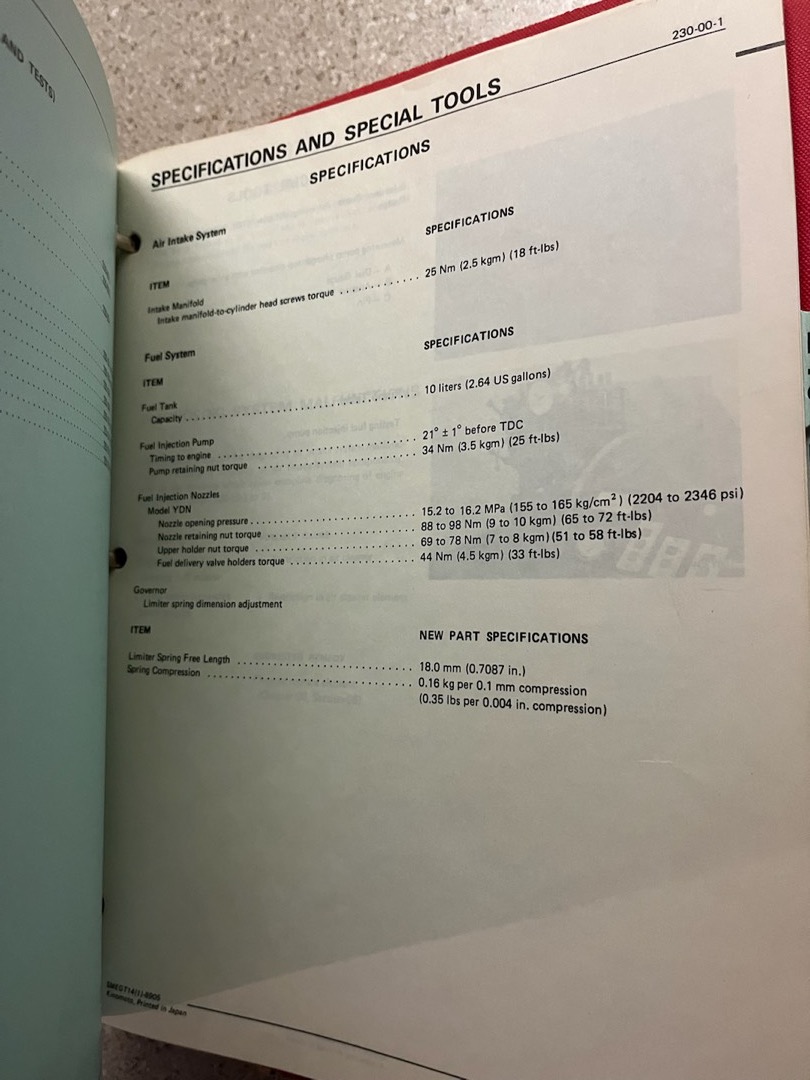 AND TESTS)
230-00-1
SPECIFICATIONS AND SPECIAL TOOLS
SPECIFICATIONS
Air Intake System
ITEM SPECIFICATIONS
Intake Manifold
Intake manifold-to-cylinder head screws torque . . . . . . . . . . . . 25 Nm (2.5 kgm) (18 ft-lbs)
Fuel System
ITEM SPECIFICATIONS
Fuel Tank
Capacity . . . . . . . . . . . . . . . . . . . . . . . . . . . . . . . . . . 10 liters (2.64 US gallons)
Fuel Injection Pump
Timing to engine . . . . . . . . . . . . . . . . . . . . . . . . . . . . 21° ± 1° before TDC
Pump retaining nut torque . . . . . . . . . . . . . . . . . . . . . . . 34 Nm (3.5 kgm) (25 ft-lbs)
Fuel Injection Nozzles
Model YDN
Nozzle opening pressure . . . . . . . . . . . . . . . . . . . . . . . . 15.2 to 16.2 MPa (155 to 165 kg/cm²) (2204 to 2346 psi)
Nozzle retaining nut torque . . . . . . . . . . . . . . . . . . . . . . 88 to 98 Nm (9 to 10 kgm) (65 to 72 ft-lbs)
Upper holder nut torque . . . . . . . . . . . . . . . . . . . . . . . . 69 to 78 Nm (7 to 8 kgm) (51 to 58 ft-lbs)
Fuel delivery valve holders torque . . . . . . . . . . . . . . . . . . . 44 Nm (4.5 kgm) (33 ft-lbs)
Governor
Limiter spring dimension adjustment
ITEM NEW PART SPECIFICATIONS
Limiter Spring Free Length . . . . . . . . . . . . . . . . . . . . . . . . . 18.0 mm (0.7087 in.)
Spring Compression . . . . . . . . . . . . . . . . . . . . . . . . . . . . . 0.16 kg per 0.1 mm compression
(0.35 lbs per 0.004 in. compression)
Printed in Japan